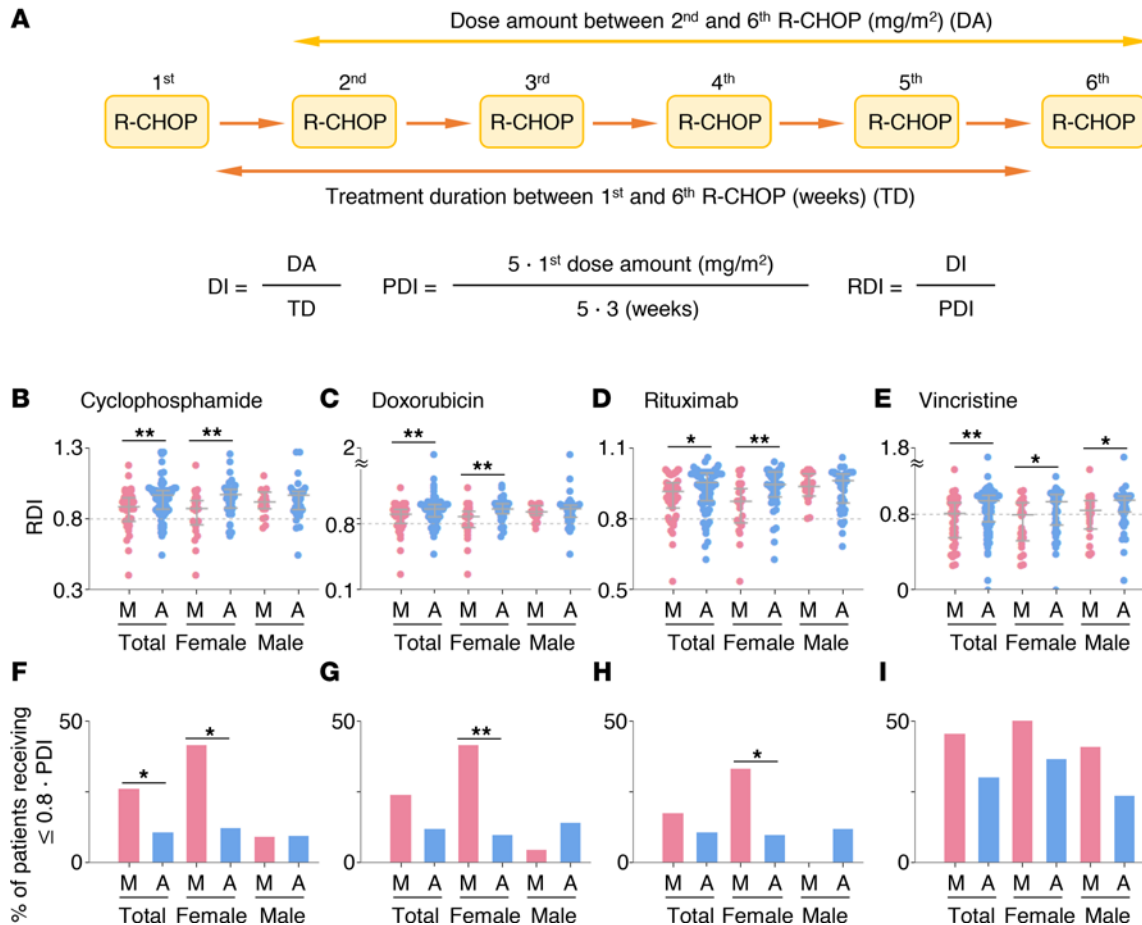 A
Dose amount between 2nd and 6th R-CHOP (mg/m²) (DA)
1st 2nd 3rd 4th 5th 6th
R-CHOP R-CHOP R-CHOP R-CHOP R-CHOP R-CHOP
Treatment duration between 1st and 6th R-CHOP (weeks) (TD)
DI = DA / TD
PDI = 5 · 1st dose amount (mg/m²) / 5 · 3 (weeks)
RDI = DI / PDI
B Cyclophosphamide
RDI
1.3
0.8
0.3
** **
M A M A M A
Total Female Male
C Doxorubicin
2
≈
0.8
0.1
** **
M A M A M A
Total Female Male
D Rituximab
1.1
0.8
0.5
* **
M A M A M A
Total Female Male
E Vincristine
1.8
≈
0.8
0
** * *
M A M A M A
Total Female Male
F
% of patients receiving
≤ 0.8 · PDI
50
0
* *
M A M A M A
Total Female Male
G
50
0
**
M A M A M A
Total Female Male
H
50
0
*
M A M A M A
Total Female Male
I
50
0
M A M A M A
Total Female Male